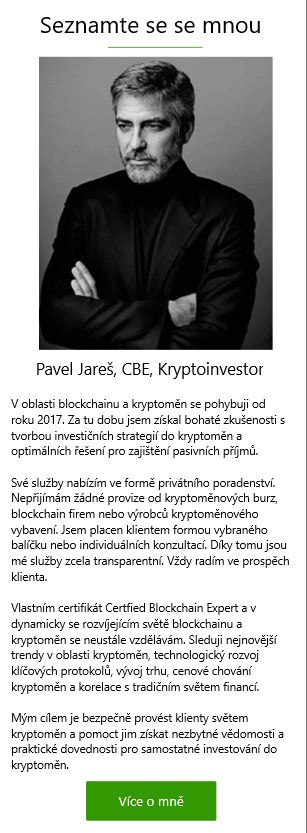 Seznamte se se mnou
Pavel Jareš, CBE, Kryptoinvestor
V oblasti blockchainu a kryptoměn se pohybuji od
roku 2017. Za tu dobu jsem získal bohaté zkušenosti s
tvorbou investičních strategií do kryptoměn a
optimálních řešení pro zajištění pasivních příjmů.
Své služby nabízím ve formě privátního poradenství.
Nepřijímám žádné provize od kryptoměnových burz,
blockchain firem nebo výrobců kryptoměnového
vybavení. Jsem placen klientem formou vybraného
balíčku nebo individuálních konzultací. Díky tomu jsou
mé služby zcela transparentní. Vždy radím ve prospěch
klienta.
Vlastním certifikát Certfied Blockchain Expert a v
dynamicky se rozvíjejícím světě blockchainu a
kryptoměn se neustále vzdělávám. Sleduji nejnovější
trendy v oblasti kryptoměn, technologický rozvoj
klíčových protokolů, vývoj trhu, cenové chování
kryptoměn a korelace s tradičním světem financí.
Mým cílem je bezpečně provést klienty světem
kryptoměn a pomoct jim získat nezbytné vědomosti a
praktické dovednosti pro samostatné investování do
kryptoměn.
Více o mně